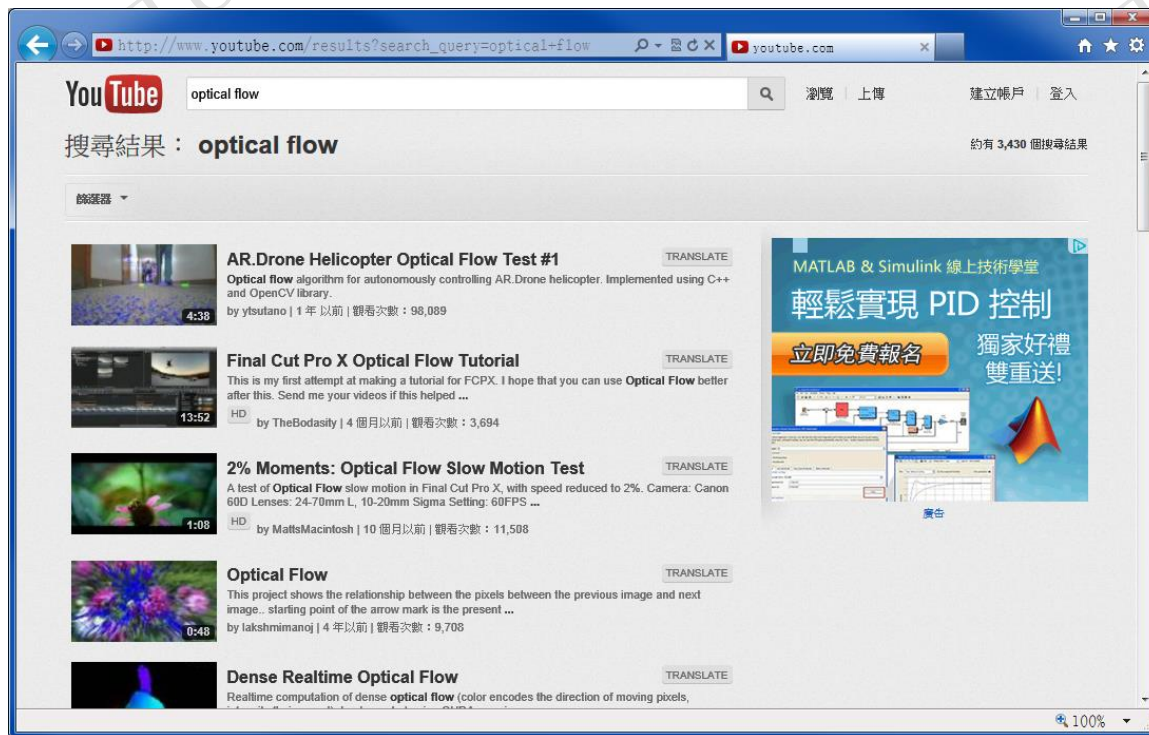 http://www.youtube.com/results?search_query=optical+flow
youtube.com
YouTube
optical flow
瀏覽 | 上傳
建立帳戶 | 登入
搜尋結果： optical flow
約有 3,430 個搜尋結果
篩選器
AR.Drone Helicopter Optical Flow Test #1
TRANSLATE
Optical flow algorithm for autonomously controlling AR.Drone helicopter. Implemented using C++
and OpenCV library.
by ytsutano | 1 年 以前 | 觀看次數：98,089
4:38
Final Cut Pro X Optical Flow Tutorial
TRANSLATE
This is my first attempt at making a tutorial for FCPX. I hope that you can use Optical Flow better
after this. Send me your videos if this helped ...
HD by TheBodasity | 4 個月以前 | 觀看次數：3,694
13:52
2% Moments: Optical Flow Slow Motion Test
TRANSLATE
A test of Optical Flow slow motion in Final Cut Pro X, with speed reduced to 2%. Camera: Canon
60D Lenses: 24-70mm L, 10-20mm Sigma Setting: 60FPS ...
HD by MattsMacintosh | 10 個月以前 | 觀看次數：11,508
1:08
Optical Flow
TRANSLATE
This project shows the relationship between the pixels between the previous image and next
image.. starting point of the arrow mark is the present ...
by lakshmimanoj | 4 年以前 | 觀看次數：9,708
0:48
Dense Realtime Optical Flow
TRANSLATE
Realtime computation of dense optical flow (color encodes the direction of moving pixels,
MATLAB & Simulink 線上技術學堂
輕鬆實現 PID 控制
立即免費報名
獨家好禮
雙重送!
廣告
100%